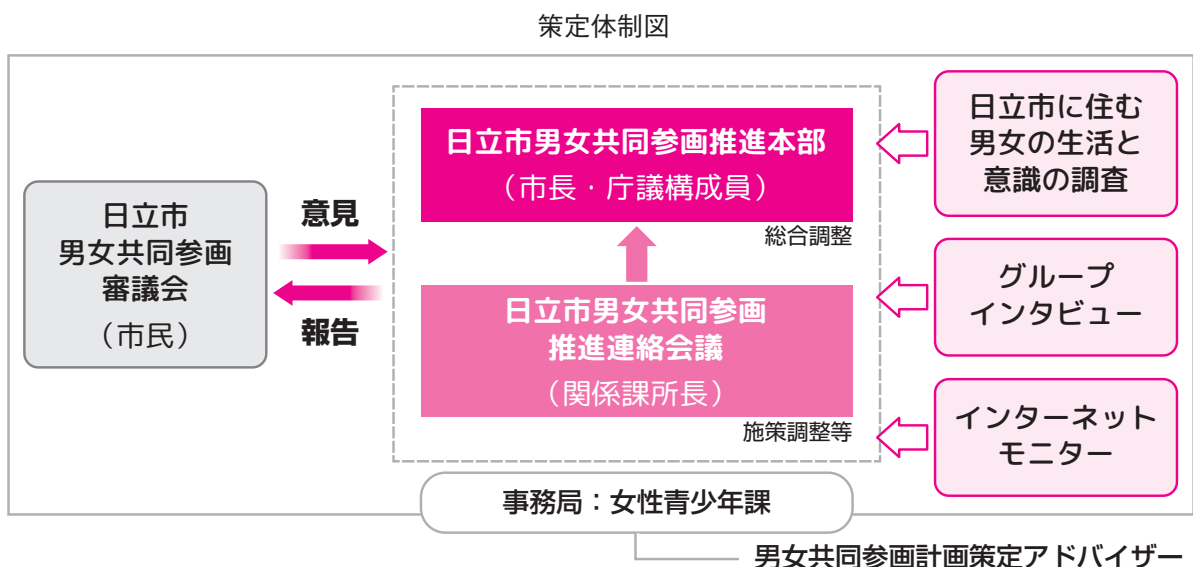 策定体制図
日立市
男女共同参画
審議会
（市民）
意見
報告
日立市男女共同参画推進本部
（市長・庁議構成員）
総合調整
日立市男女共同参画
推進連絡会議
（関係課所長）
施策調整等
日立市に住む
男女の生活と
意識の調査
グループ
インタビュー
インターネット
モニター
事務局：女性青少年課
男女共同参画計画策定アドバイザー